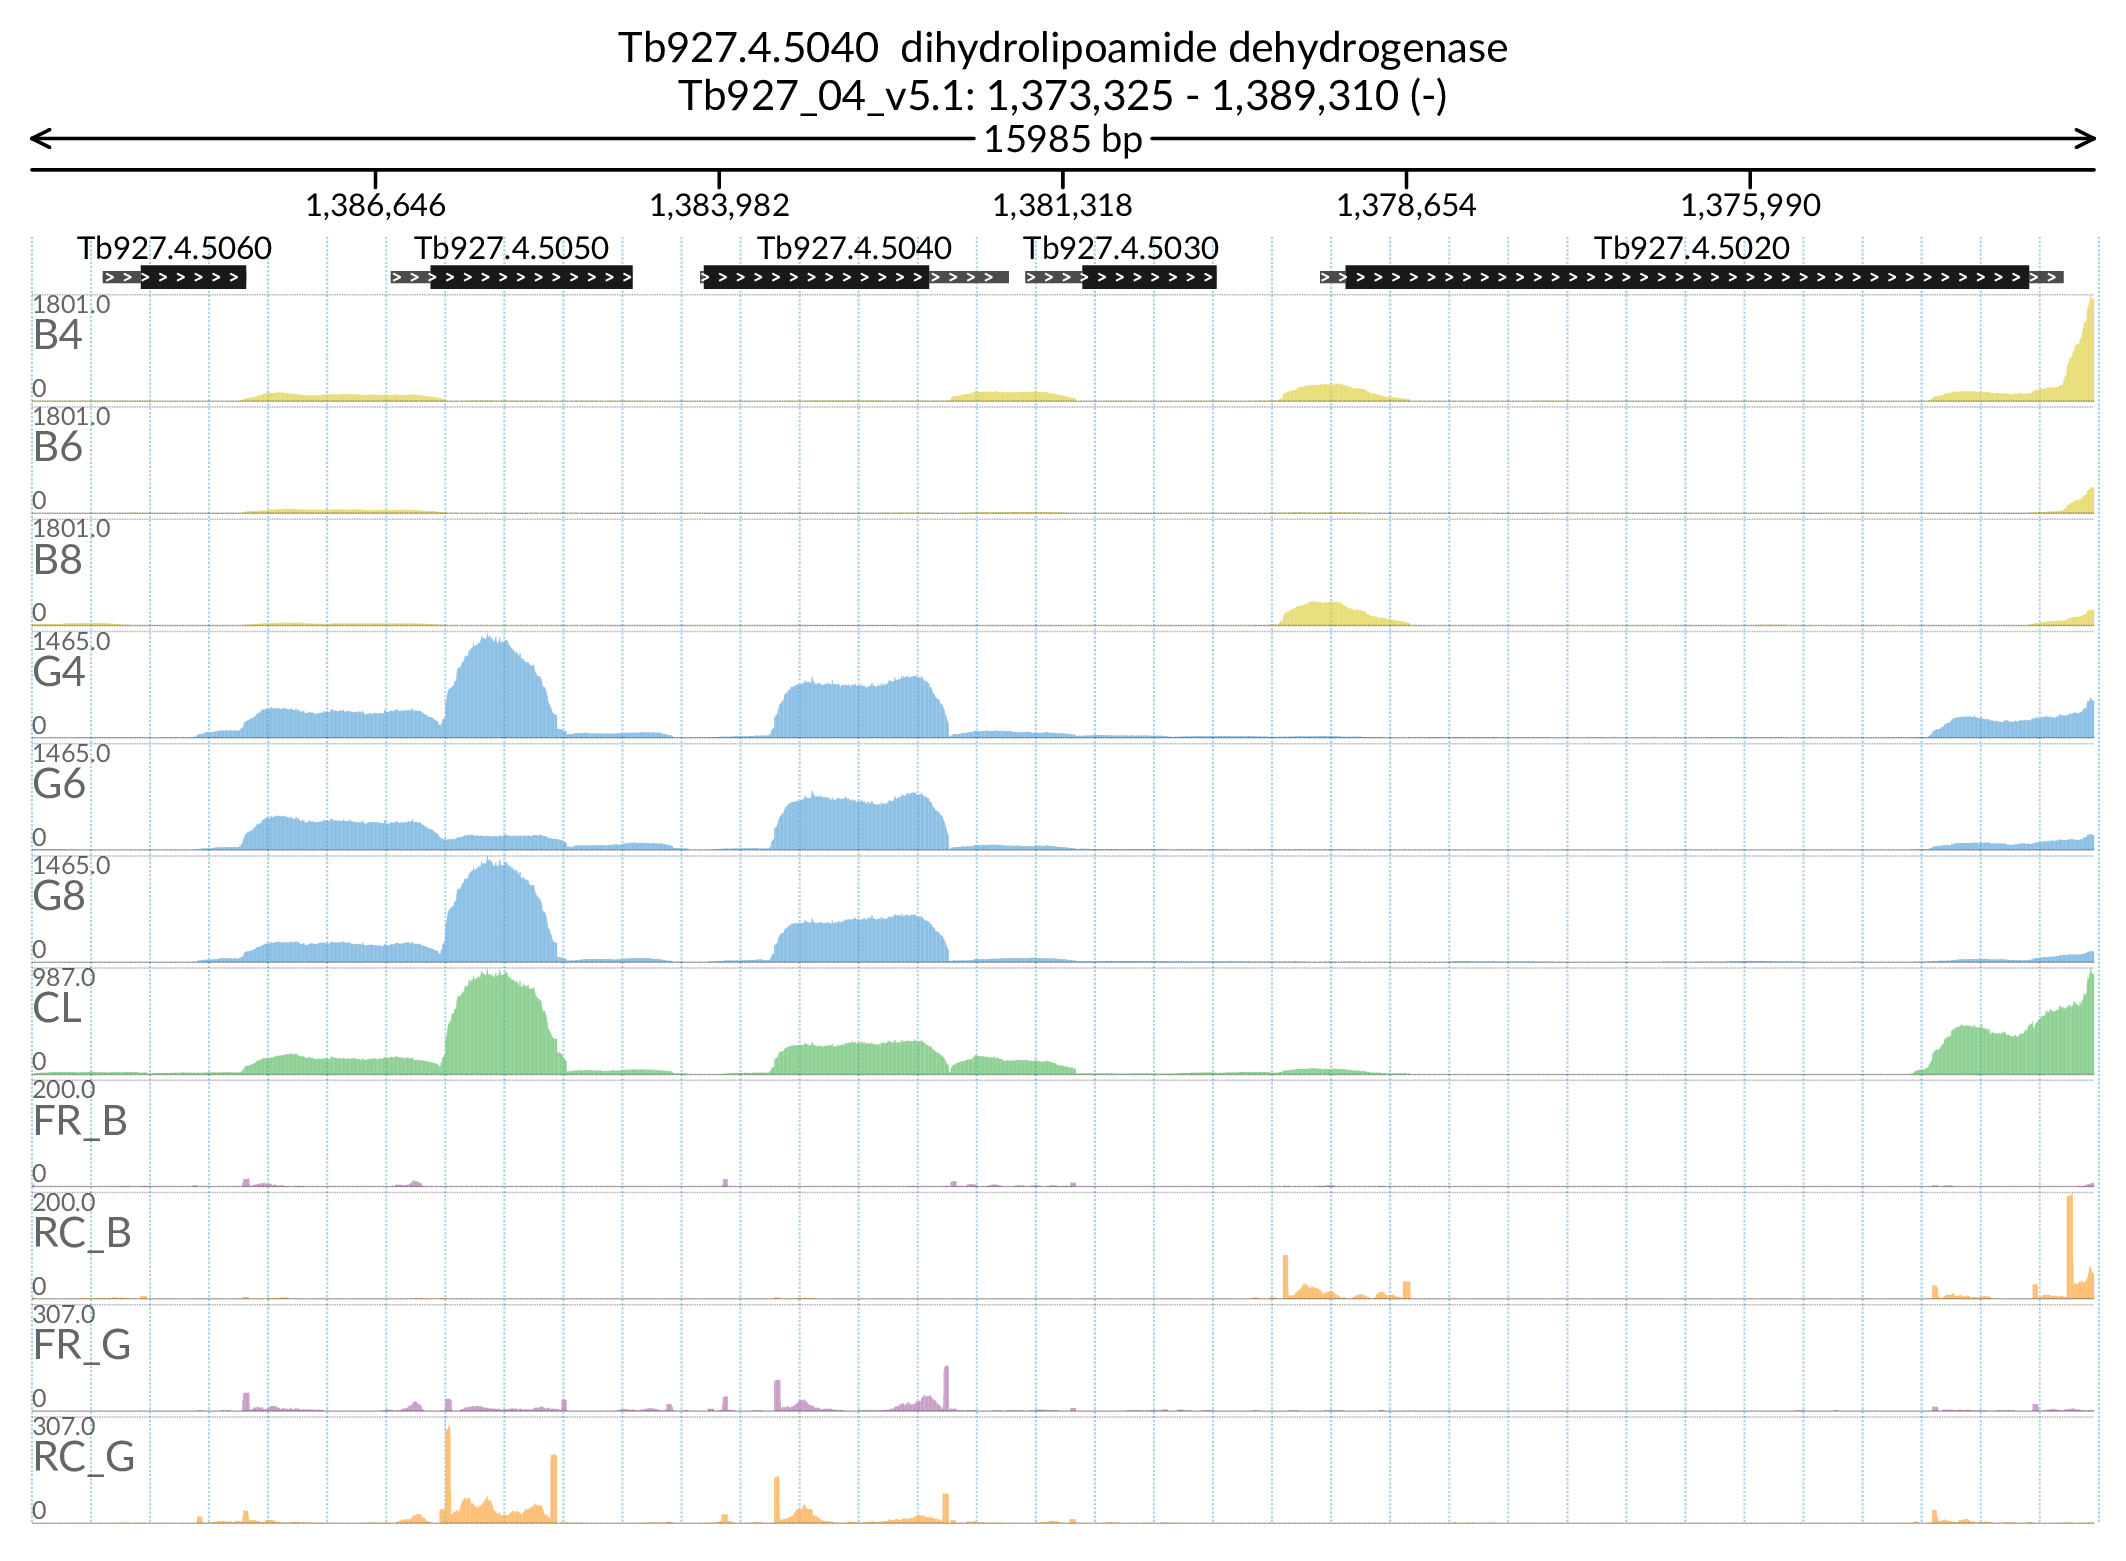 Tb927.4.5040  dihydrolipoamide dehydrogenase
Tb927_04_v5.1: 1,373,325 - 1,389,310 (-)
15985 bp
1,386,646 1,383,982 1,381,318 1,378,654 1,375,990
Tb927.4.5060 Tb927.4.5050 Tb927.4.5040 Tb927.4.5030 Tb927.4.5020
1801.0
B4
0
1801.0
B6
0
1801.0
B8
0
1465.0
G4
0
1465.0
G6
0
1465.0
G8
0
987.0
CL
0
200.0
FR_B
0
200.0
RC_B
0
307.0
FR_G
0
307.0
RC_G
0